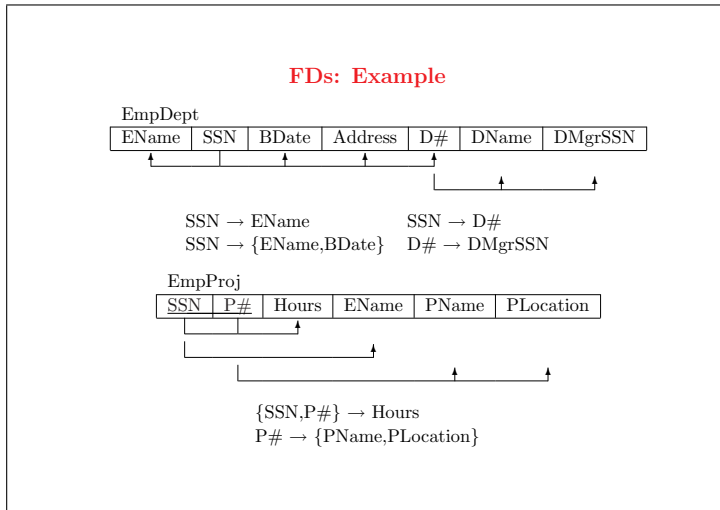 FDs: Example
EmpDept
EName SSN BDate Address D# DName DMgrSSN
SSN → EName SSN → D#
SSN → {EName,BDate} D# → DMgrSSN
EmpProj
SSN P# Hours EName PName PLocation
{SSN,P#} → Hours
P# → {PName,PLocation}